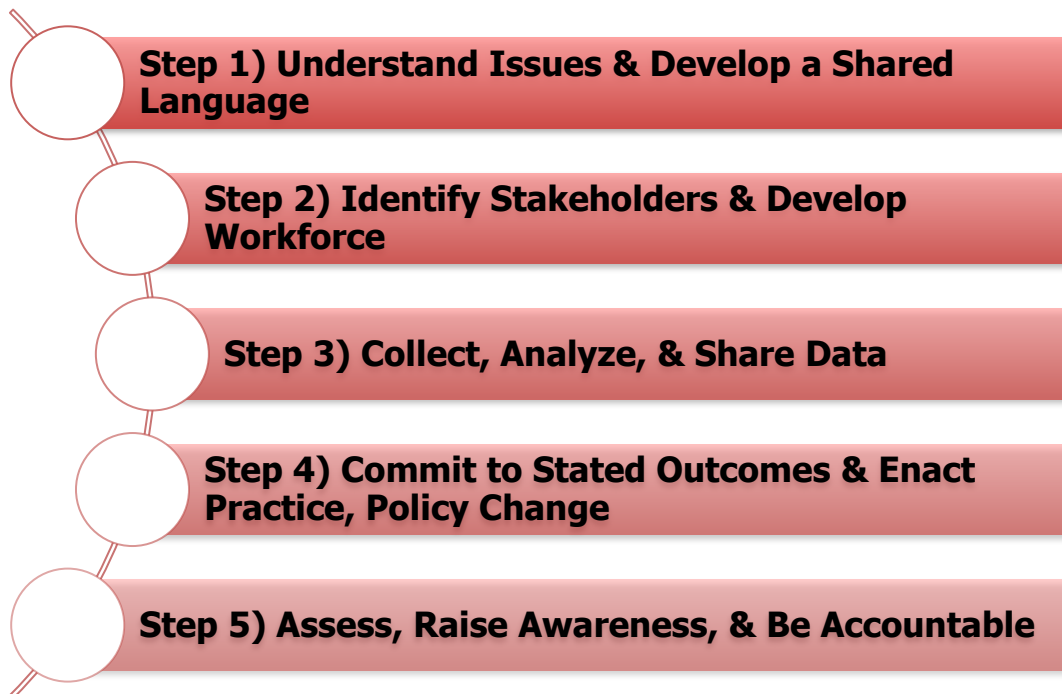 Step 1) Understand Issues & Develop a Shared
Language
Step 2) Identify Stakeholders & Develop
Workforce
Step 3) Collect, Analyze, & Share Data
Step 4) Commit to Stated Outcomes & Enact
Practice, Policy Change
Step 5) Assess, Raise Awareness, & Be Accountable